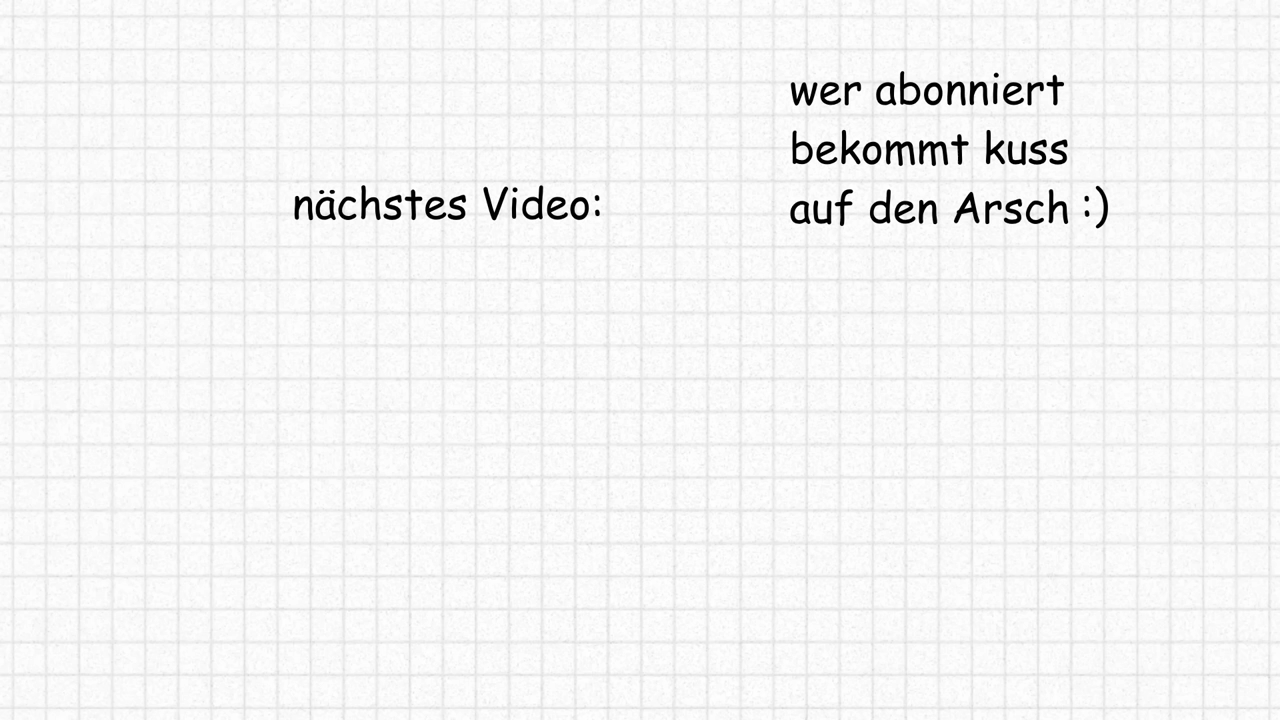 nächstes Video:
wer abonniert
bekommt kuss
auf den Arsch :)